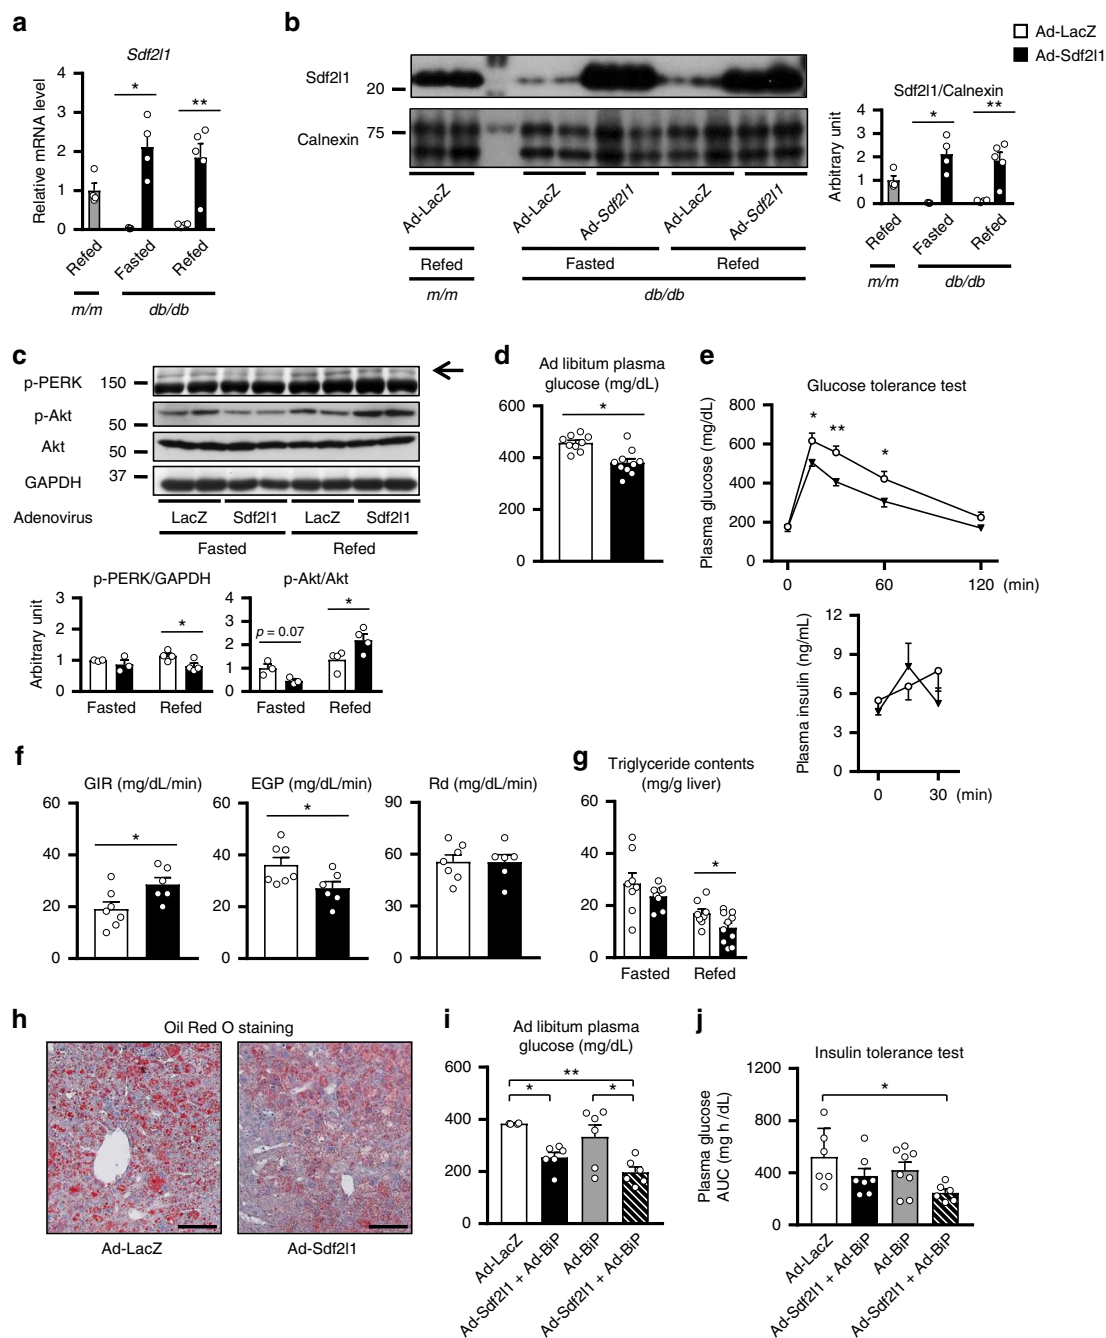 a
Sdf2l1
Relative mRNA level
4
3
2
1
0
*
**
Refed
Fasted
Refed
m/m
db/db
b
Sdf2l1
20
Calnexin
75
Ad-LacZ
Ad-LacZ
Ad-Sdf2l1
Ad-LacZ
Ad-Sdf2l1
Refed
Fasted
Refed
m/m
db/db
Ad-LacZ
Ad-Sdf2l1
Sdf2l1/Calnexin
Arbitrary unit
4
3
2
1
0
*
**
Refed
Fasted
Refed
m/m
db/db
c
p-PERK
150
p-Akt
50
Akt
50
GAPDH
37
Adenovirus
LacZ
Sdf2l1
LacZ
Sdf2l1
Fasted
Refed
p-PERK/GAPDH
Arbitrary unit
3
2
1
0
*
Fasted
Refed
p-Akt/Akt
4
3
2
1
0
p = 0.07
*
Fasted
Refed
d
Ad libitum plasma
glucose (mg/dL)
600
400
200
0
*
e
Glucose tolerance test
Plasma glucose (mg/dL)
800
600
400
200
0
*
**
*
0
60
120
(min)
Plasma insulin (ng/mL)
12
9
6
3
0
0
30
(min)
f
GIR (mg/dL/min)
60
40
20
0
*
EGP (mg/dL/min)
60
40
20
0
*
Rd (mg/dL/min)
90
60
30
0
g
Triglyceride contents
(mg/g liver)
60
40
20
0
*
Fasted
Refed
h
Oil Red O staining
Ad-LacZ
Ad-Sdf2l1
i
Ad libitum plasma
glucose (mg/dL)
600
400
200
0
**
*
*
Ad-LacZ
Ad-Sdf2l1 + Ad-BiP
Ad-BiP
Ad-Sdf2l1 + Ad-BiP
j
Insulin tolerance test
Plasma glucose
AUC (mg h /dL)
1200
800
400
0
*
Ad-LacZ
Ad-Sdf2l1 + Ad-BiP
Ad-BiP
Ad-Sdf2l1 + Ad-BiP